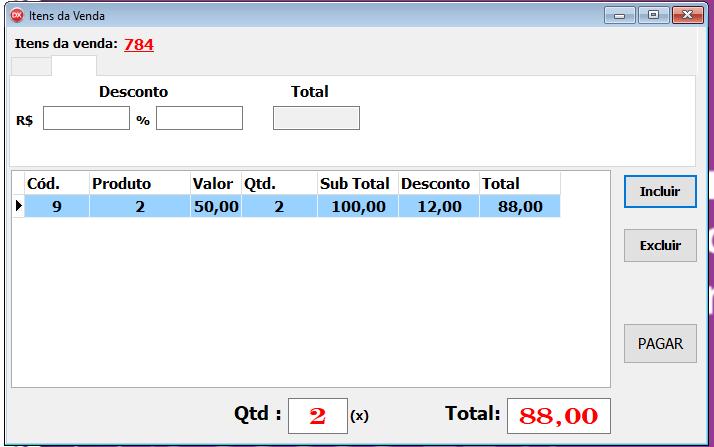 DX Itens da Venda
Itens da venda: 784
Desconto Total
R$ %
Cód. Produto Valor Qtd. Sub Total Desconto Total
9 2 50,00 2 100,00 12,00 88,00
Incluir
Excluir
PAGAR
Qtd : 2 (x) Total: 88,00